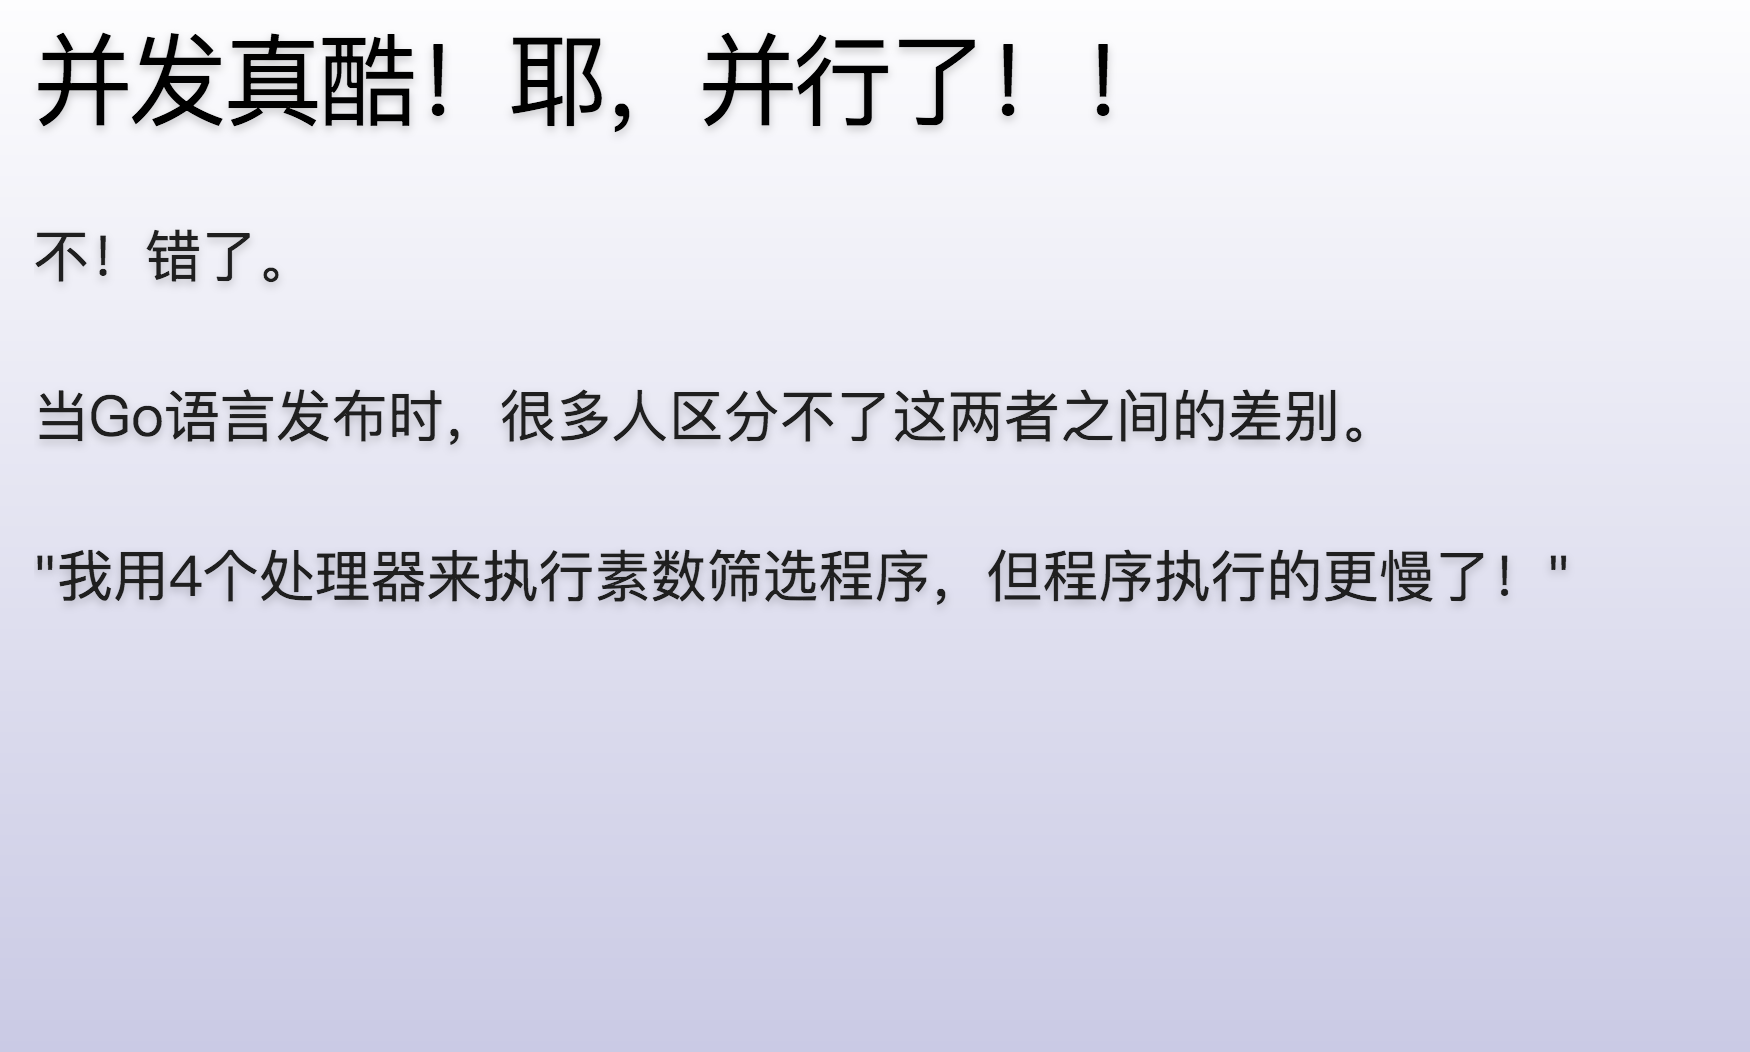 并发真酷！耶，并行了！！
不！错了。
当Go语言发布时，很多人区分不了这两者之间的差别。
"我用4个处理器来执行素数筛选程序，但程序执行的更慢了！"